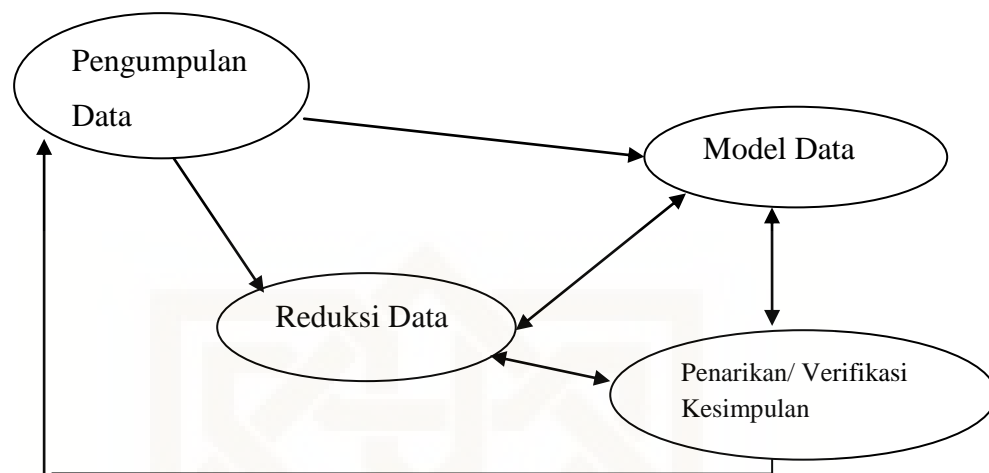 Pengumpulan
Data
Model Data
Reduksi Data
Penarikan/ Verifikasi
Kesimpulan